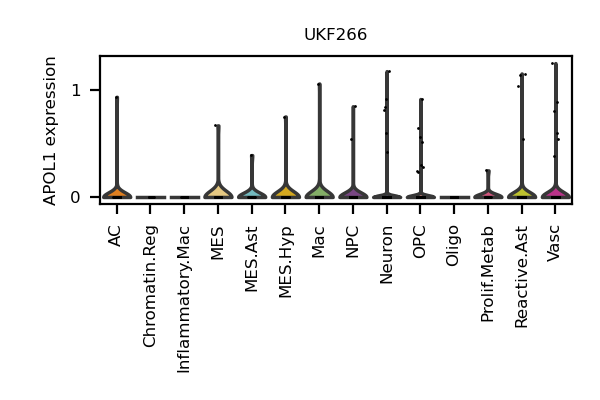 UKF266
APOL1 expression
1
0
AC
Chromatin.Reg
Inflammatory.Mac
MES
MES.Ast
MES.Hyp
Mac
NPC
Neuron
OPC
Oligo
Prolif.Metab
Reactive.Ast
Vasc